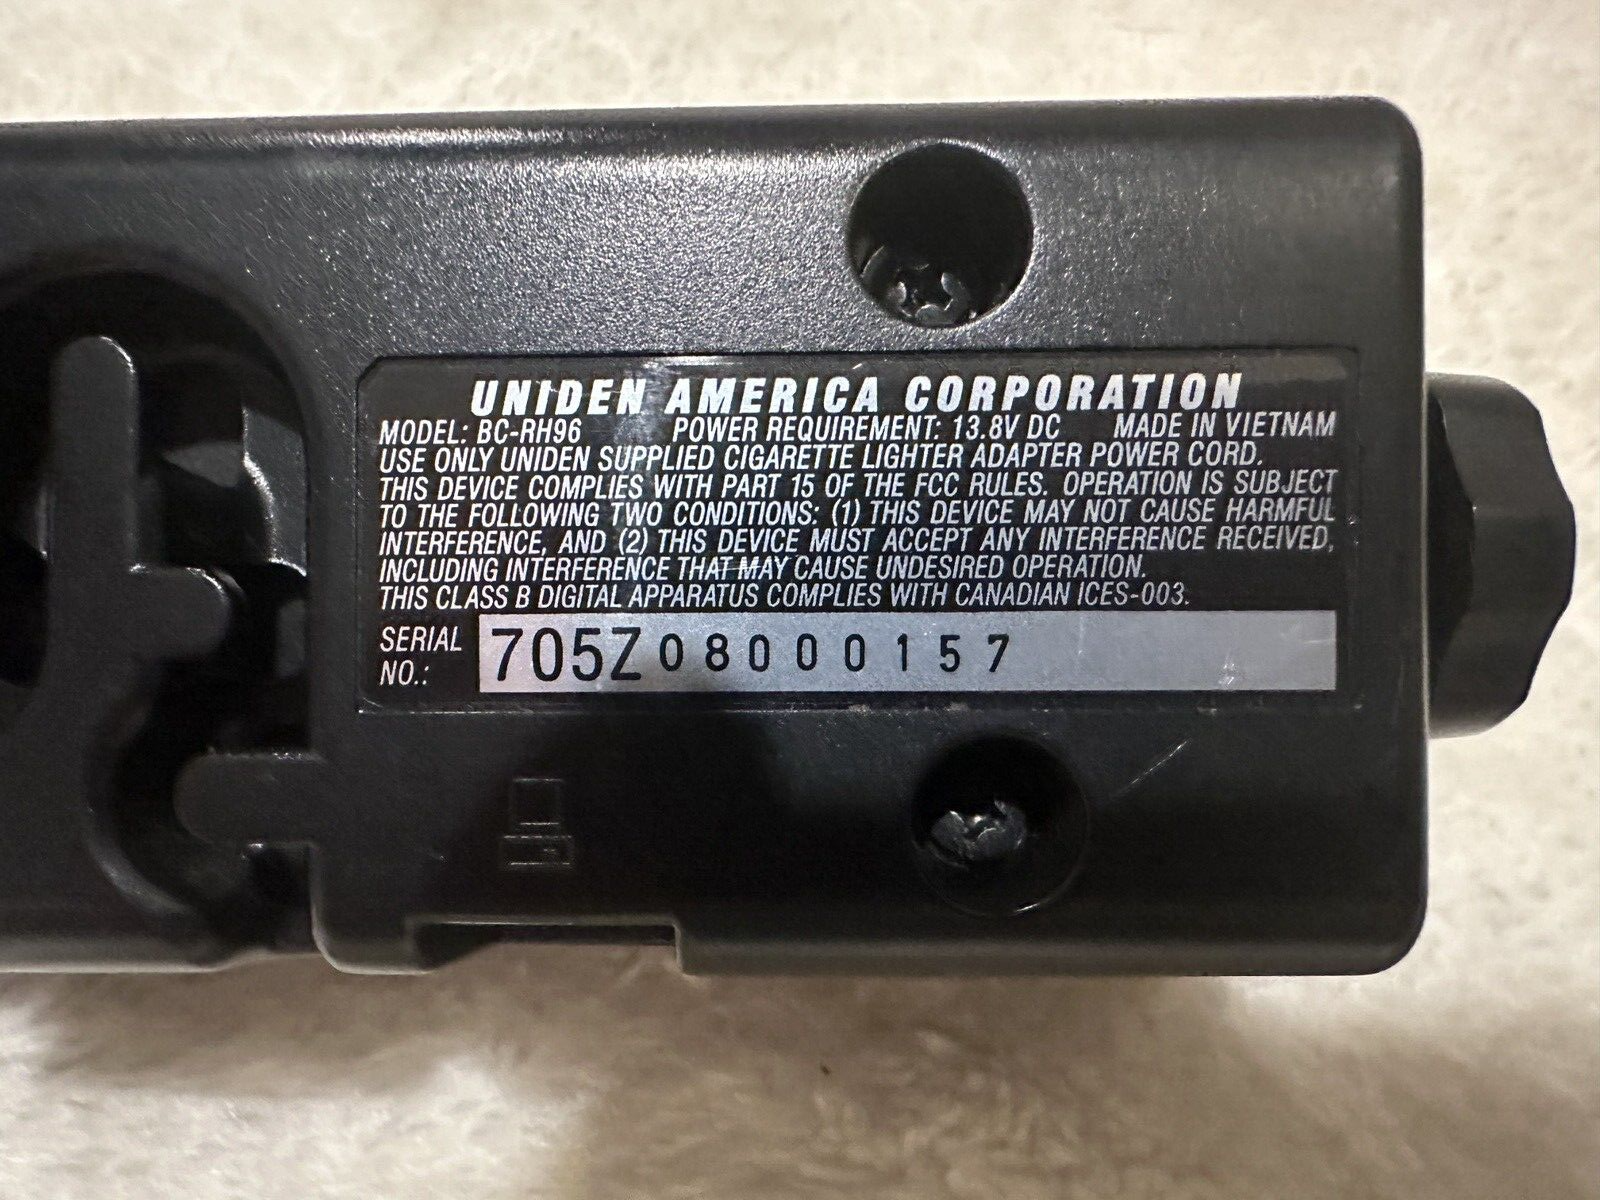 UNIDEN AMERICA CORPORATION
MODEL: BC-RH96 POWER REQUIREMENT: 13.8V DC MADE IN VIETNAM
USE ONLY UNIDEN SUPPLIED CIGARETTE LIGHTER ADAPTER POWER CORD.
THIS DEVICE COMPLIES WITH PART 15 OF THE FCC RULES. OPERATION IS SUBJECT
TO THE FOLLOWING TWO CONDITIONS: (1) THIS DEVICE MAY NOT CAUSE HARMFUL
INTERFERENCE, AND (2) THIS DEVICE MUST ACCEPT ANY INTERFERENCE RECEIVED,
INCLUDING INTERFERENCE THAT MAY CAUSE UNDESIRED OPERATION.
THIS CLASS B DIGITAL APPARATUS COMPLIES WITH CANADIAN ICES-003.
SERIAL NO.: 705Z08000157